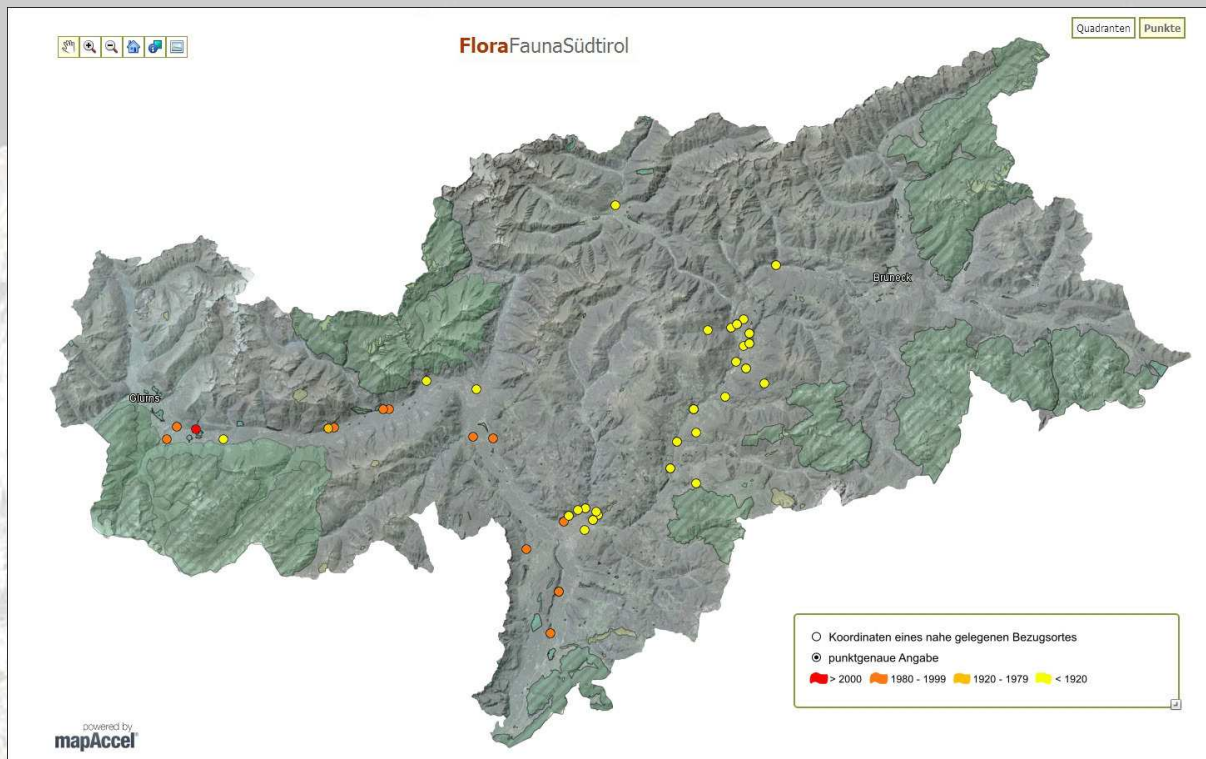 FloraFaunaSüdtirol
Quadranten
Punkte
Bruneck
Glurns
Koordinaten eines nahe gelegenen Bezugsortes
punktgenaue Angabe
> 2000 1980 - 1999 1920 - 1979 < 1920
powered by
mapAccel